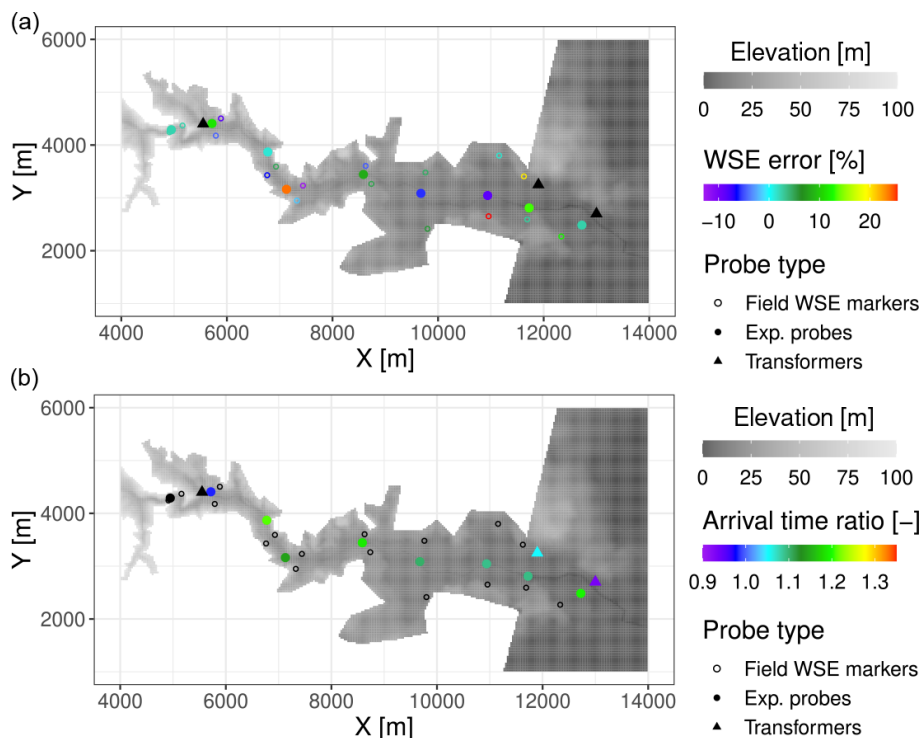 (a)
6000
4000
2000
Y [m]
4000 6000 8000 10000 12000 14000
X [m]
Elevation [m]
0 25 50 75 100
WSE error [%]
−10 0 10 20
Probe type
Field WSE markers
Exp. probes
Transformers
(b)
6000
4000
2000
Y [m]
4000 6000 8000 10000 12000 14000
X [m]
Elevation [m]
0 25 50 75 100
Arrival time ratio [−]
0.9 1.0 1.1 1.2 1.3
Probe type
Field WSE markers
Exp. probes
Transformers